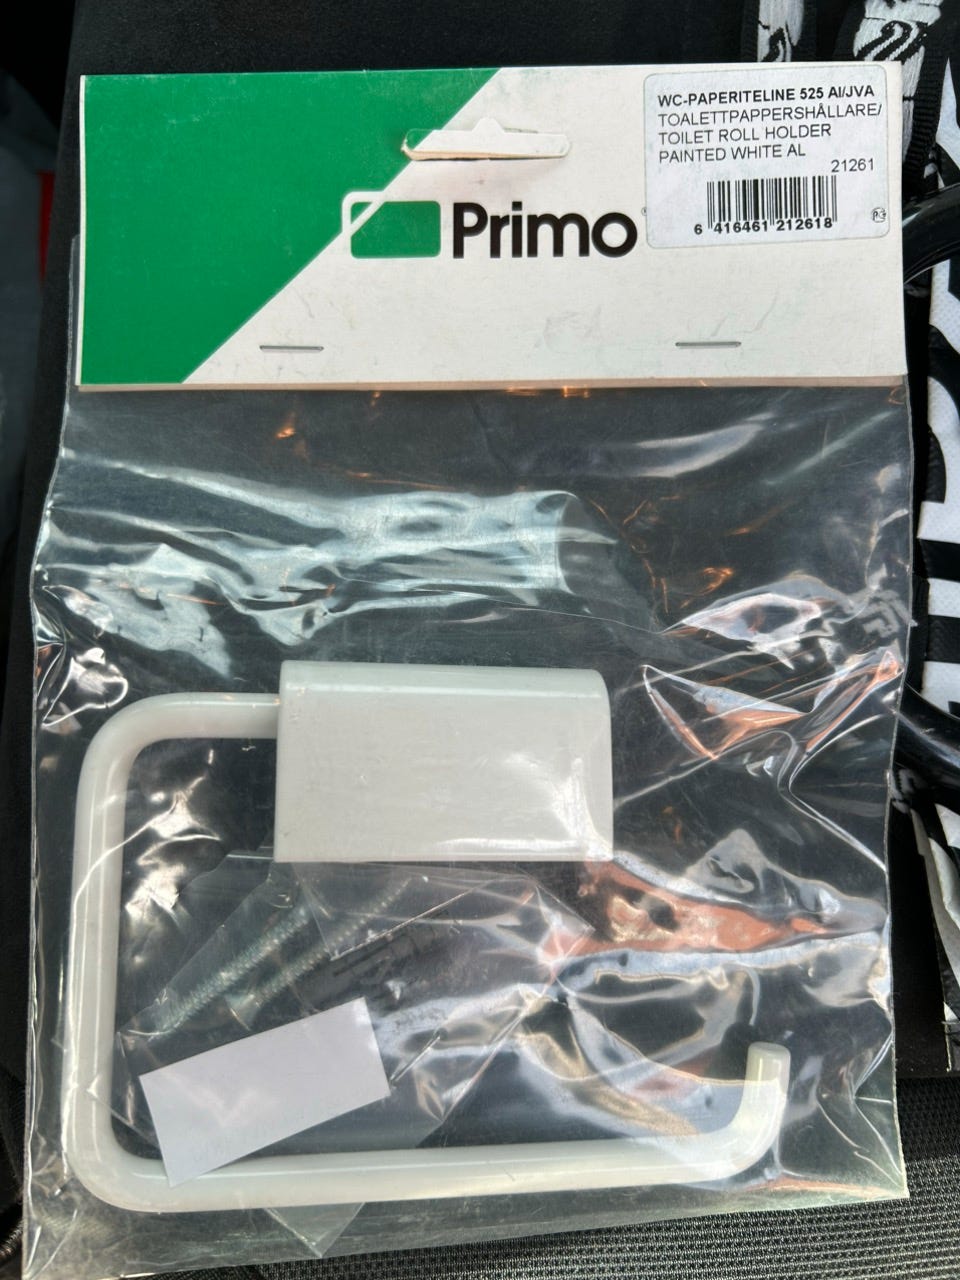 WC-PAPERITELINE 525 AI/JVA
TOALETTPAPPERSHÅLLARE/
TOILET ROLL HOLDER
PAINTED WHITE AL
21261
6 416461 212618
Primo